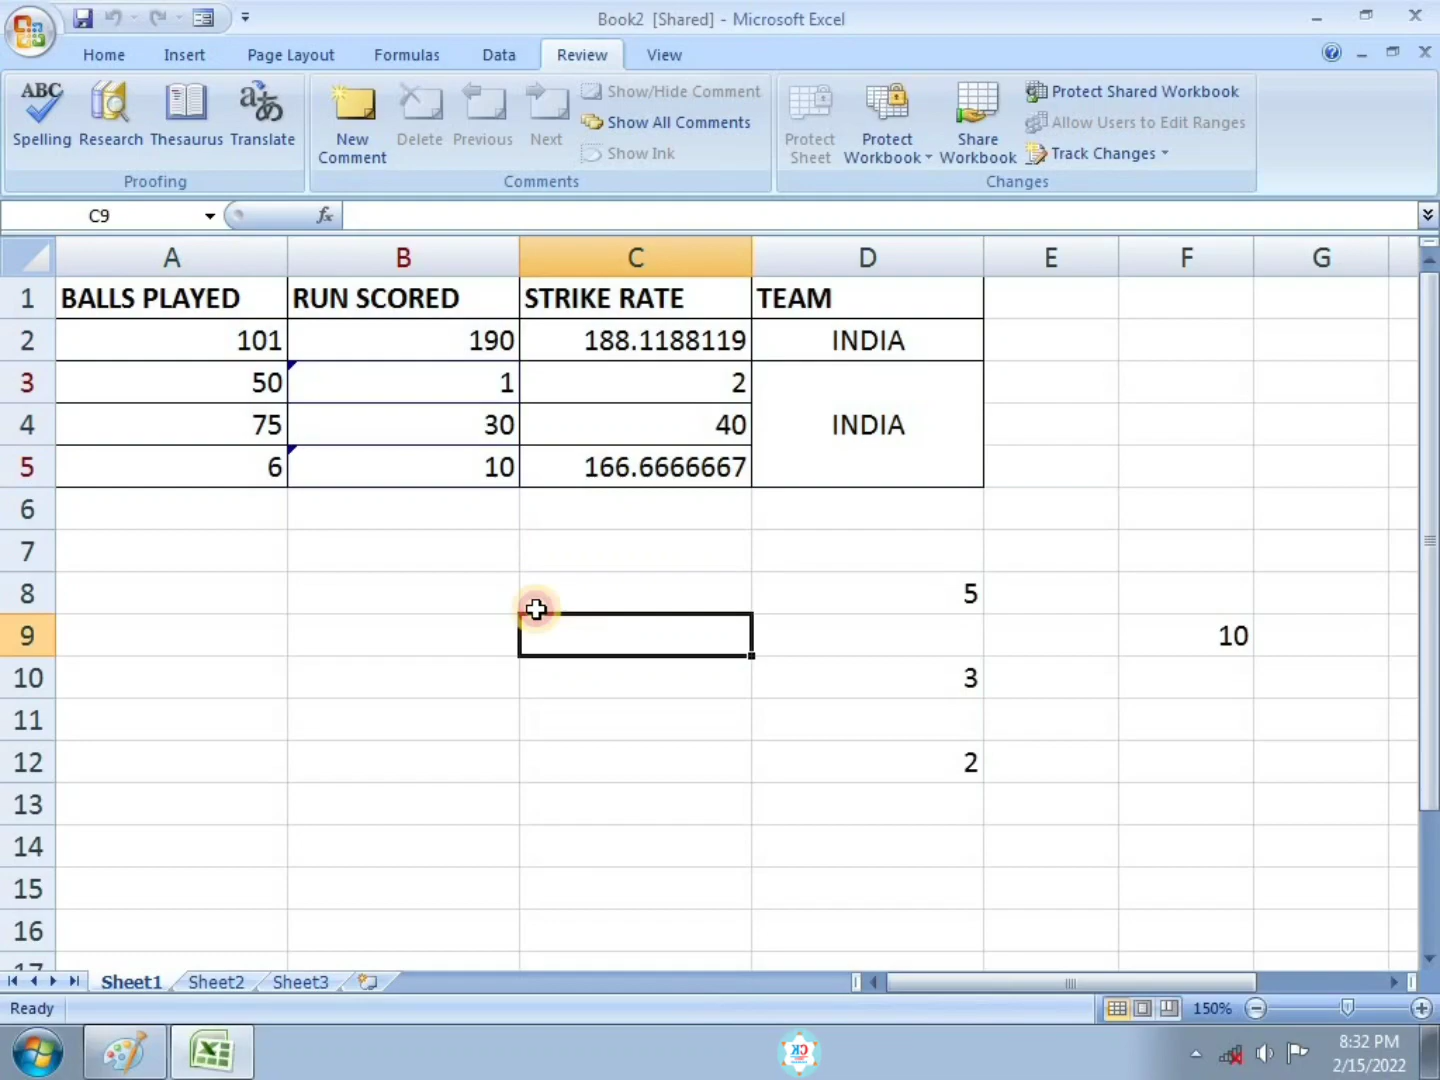 Book2 [Shared] - Microsoft Excel
Home Insert Page Layout Formulas Data Review View
ABC
Spelling Research Thesaurus Translate
Proofing
New Comment
Delete Previous Next
Show/Hide Comment
Show All Comments
Show Ink
Comments
Protect Sheet
Protect Workbook
Share Workbook
Protect Shared Workbook
Allow Users to Edit Ranges
Track Changes
Changes
C9 fx
A B C D E F G
1 BALLS PLAYED RUN SCORED STRIKE RATE TEAM
2 101 190 188.1188119 INDIA
3 50 1 2
4 75 30 40 INDIA
5 6 10 166.6666667
6
7
8 5
9 10
10 3
11
12 2
13
14
15
16
17
Sheet1 Sheet2 Sheet3
Ready 150%
8:32 PM
2/15/2022